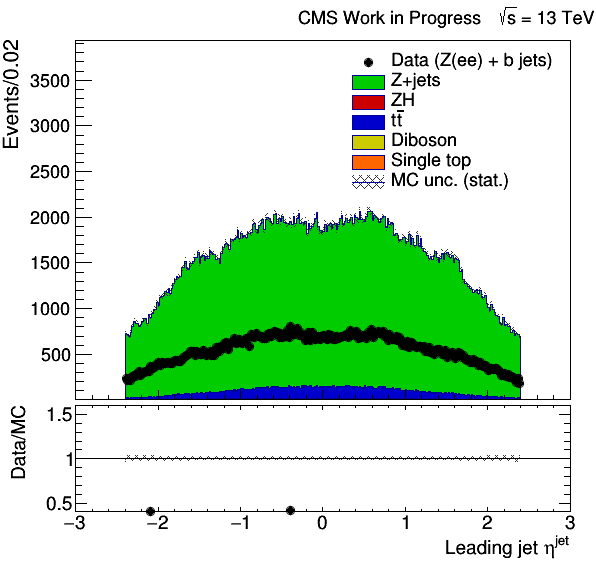 CMS Work in Progress √s = 13 TeV
Events/0.02
3500
3000
2500
2000
1500
1000
500
Data (Z(ee) + b jets)
Z+jets
ZH
tt̄
Diboson
Single top
MC unc. (stat.)
Data/MC
1.5
1
0.5
−3 −2 −1 0 1 2 3
Leading jet η^jet